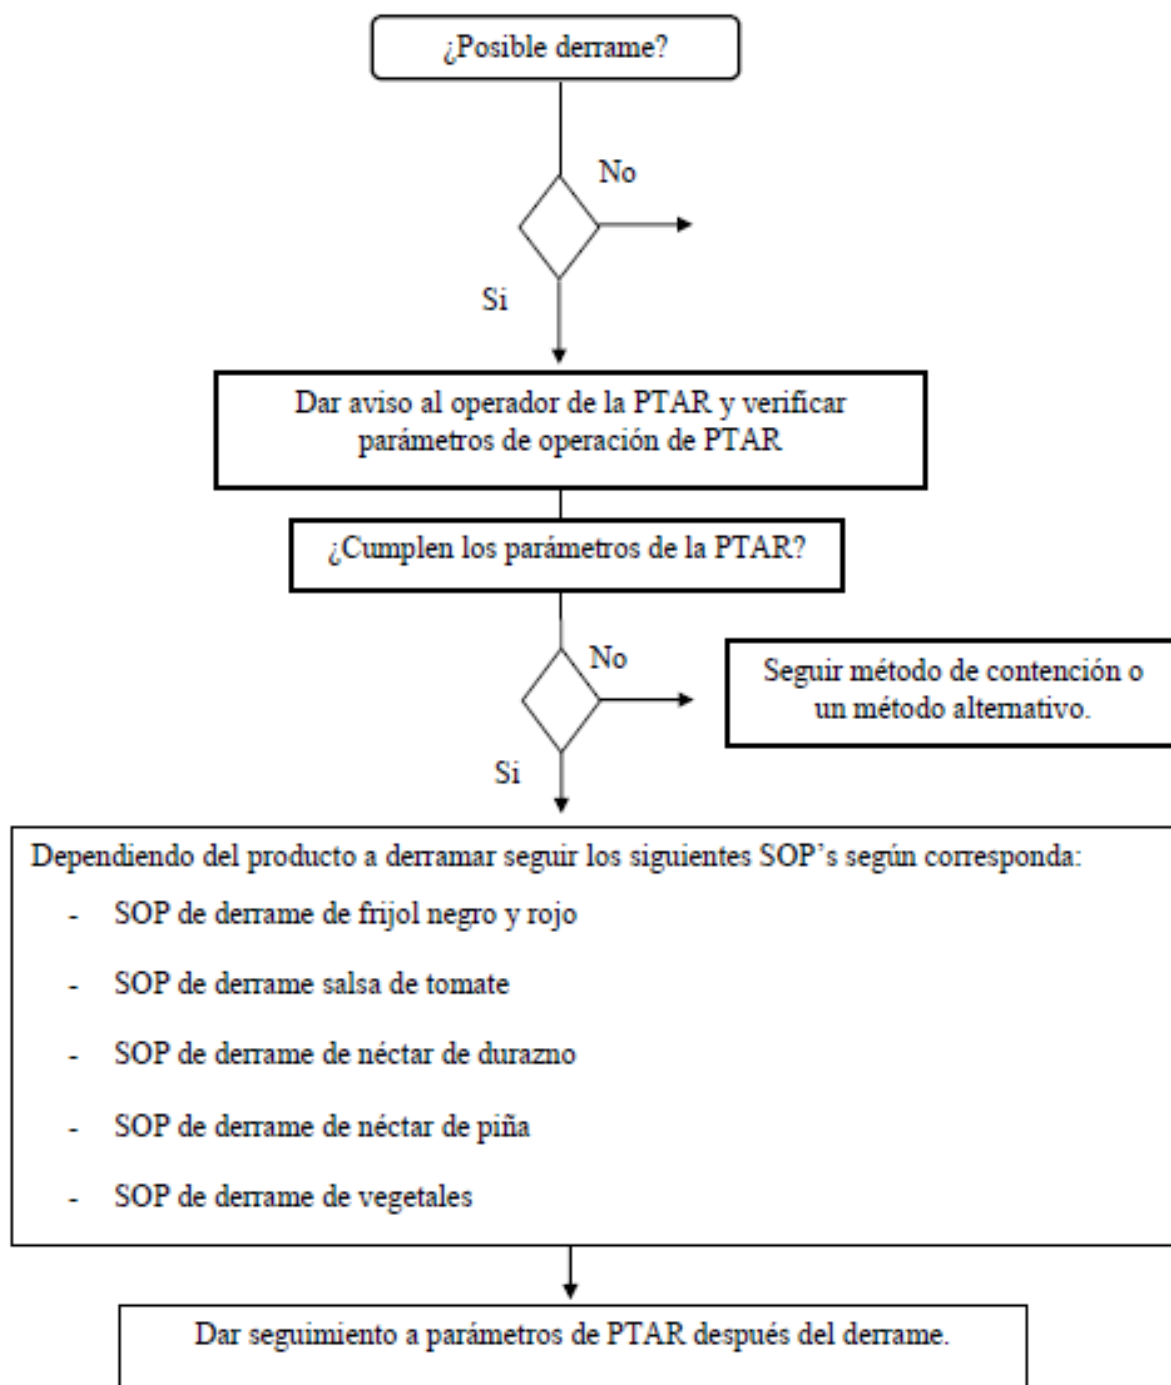 ¿Posible derrame?
No
Si
Dar aviso al operador de la PTAR y verificar
parámetros de operación de PTAR
¿Cumplen los parámetros de la PTAR?
No
Seguir método de contención o
un método alternativo.
Si
Dependiendo del producto a derramar seguir los siguientes SOP’s según corresponda:
- SOP de derrame de frijol negro y rojo
- SOP de derrame salsa de tomate
- SOP de derrame de néctar de durazno
- SOP de derrame de néctar de piña
- SOP de derrame de vegetales
Dar seguimiento a parámetros de PTAR después del derrame.